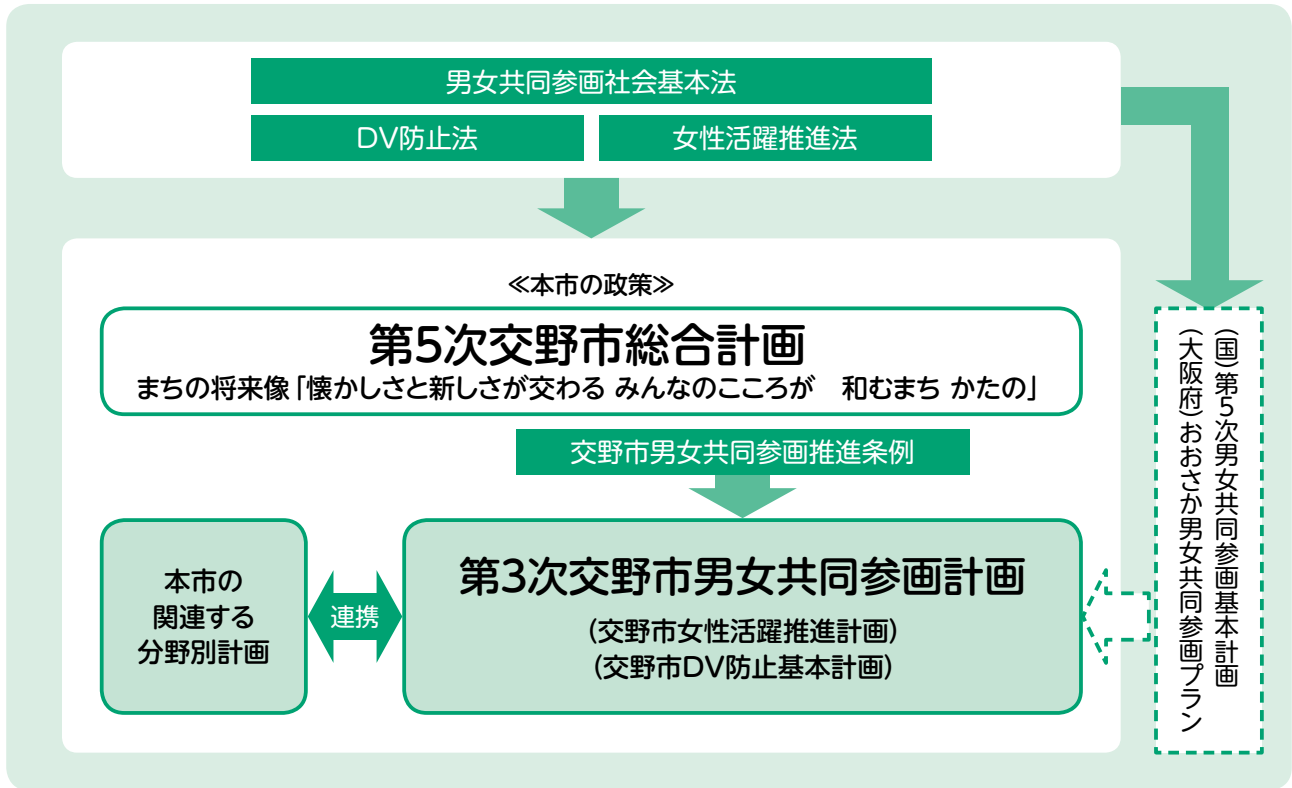 男女共同参画社会基本法
DV防止法
女性活躍推進法
≪本市の政策≫
第5次交野市総合計画
まちの将来像「懐かしさと新しさが交わる みんなのこころが　和むまち かたの」
交野市男女共同参画推進条例
本市の
関連する
分野別計画
連携
第3次交野市男女共同参画計画
（交野市女性活躍推進計画）
（交野市DV防止基本計画）
（国）第5次男女共同参画基本計画
（大阪府）おおさか男女共同参画プラン